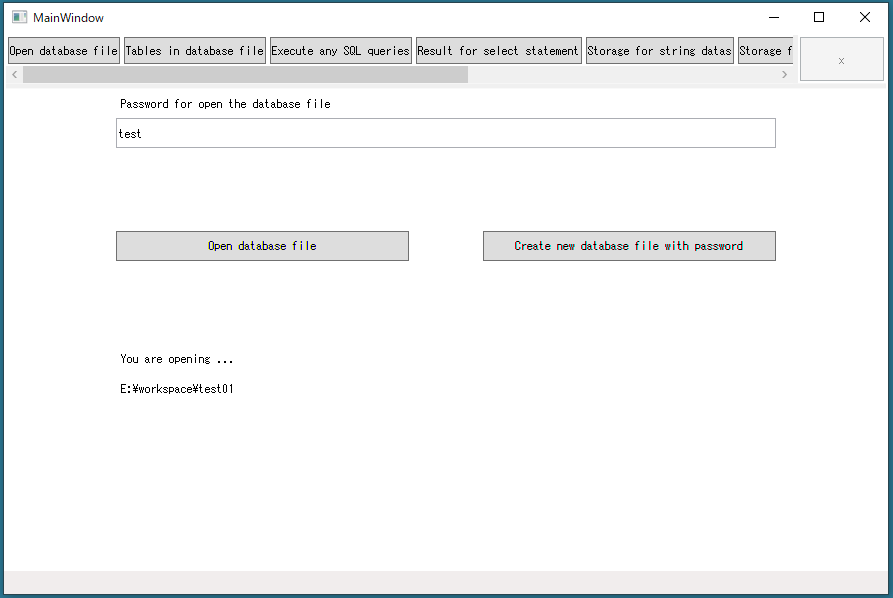 MainWindow
Open database file Tables in database file Execute any SQL queries Result for select statement Storage for string datas Storage f
x
Password for open the database file
test
Open database file Create new database file with password
You are opening ...
E:¥workspace¥test01